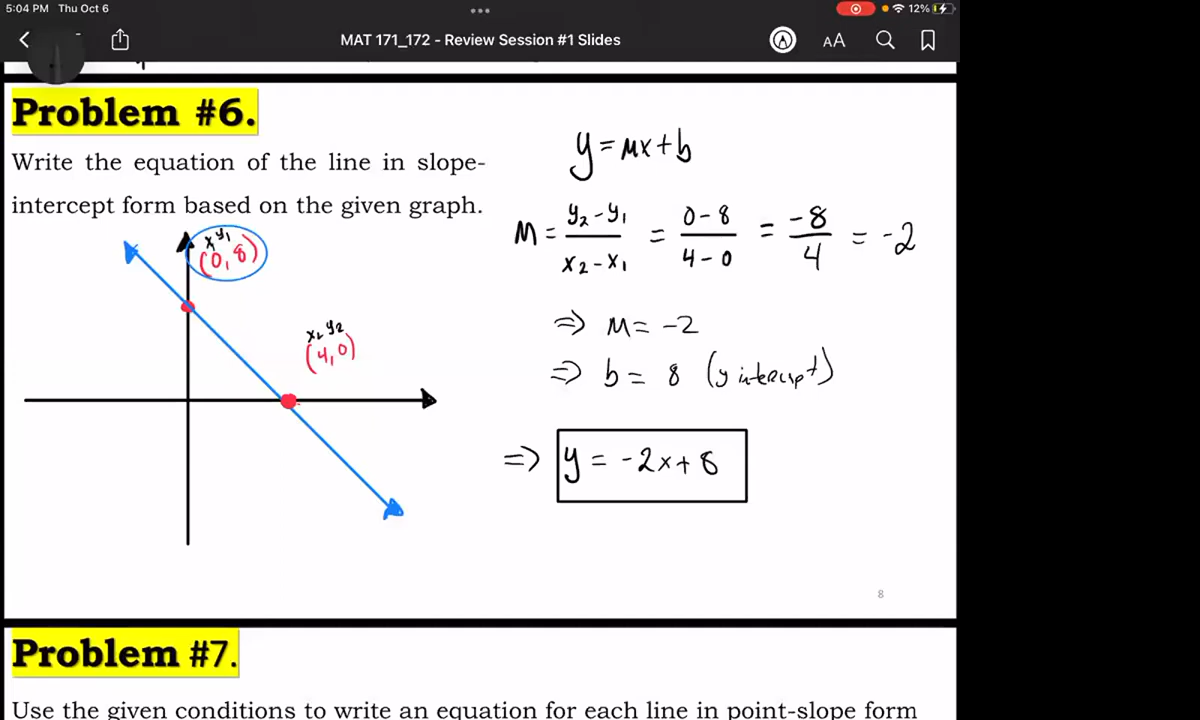 5:04 PM Thu Oct 6
12%
MAT 171_172 - Review Session #1 Slides
AA
Problem #6.
Write the equation of the line in slope-
intercept form based on the given graph.
x y₁
(0, 8)
x₂ y₂
(4, 0)
y = mx + b
M = y₂ - y₁ / x₂ - x₁ = 0 - 8 / 4 - 0 = -8 / 4 = -2
=> M = -2
=> b = 8 (y intercept)
=> y = -2x + 8
8
Problem #7.
Use the given conditions to write an equation for each line in point-slope form